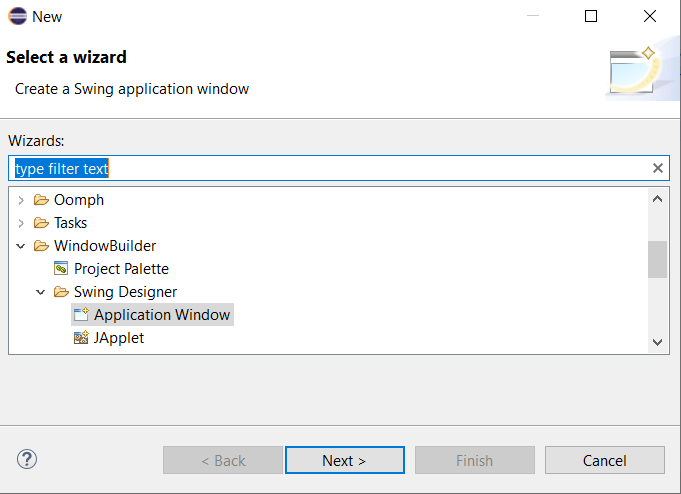 New
Select a wizard
Create a Swing application window
Wizards:
type filter text
Oomph
Tasks
WindowBuilder
Project Palette
Swing Designer
Application Window
JApplet
?
< Back
Next >
Finish
Cancel